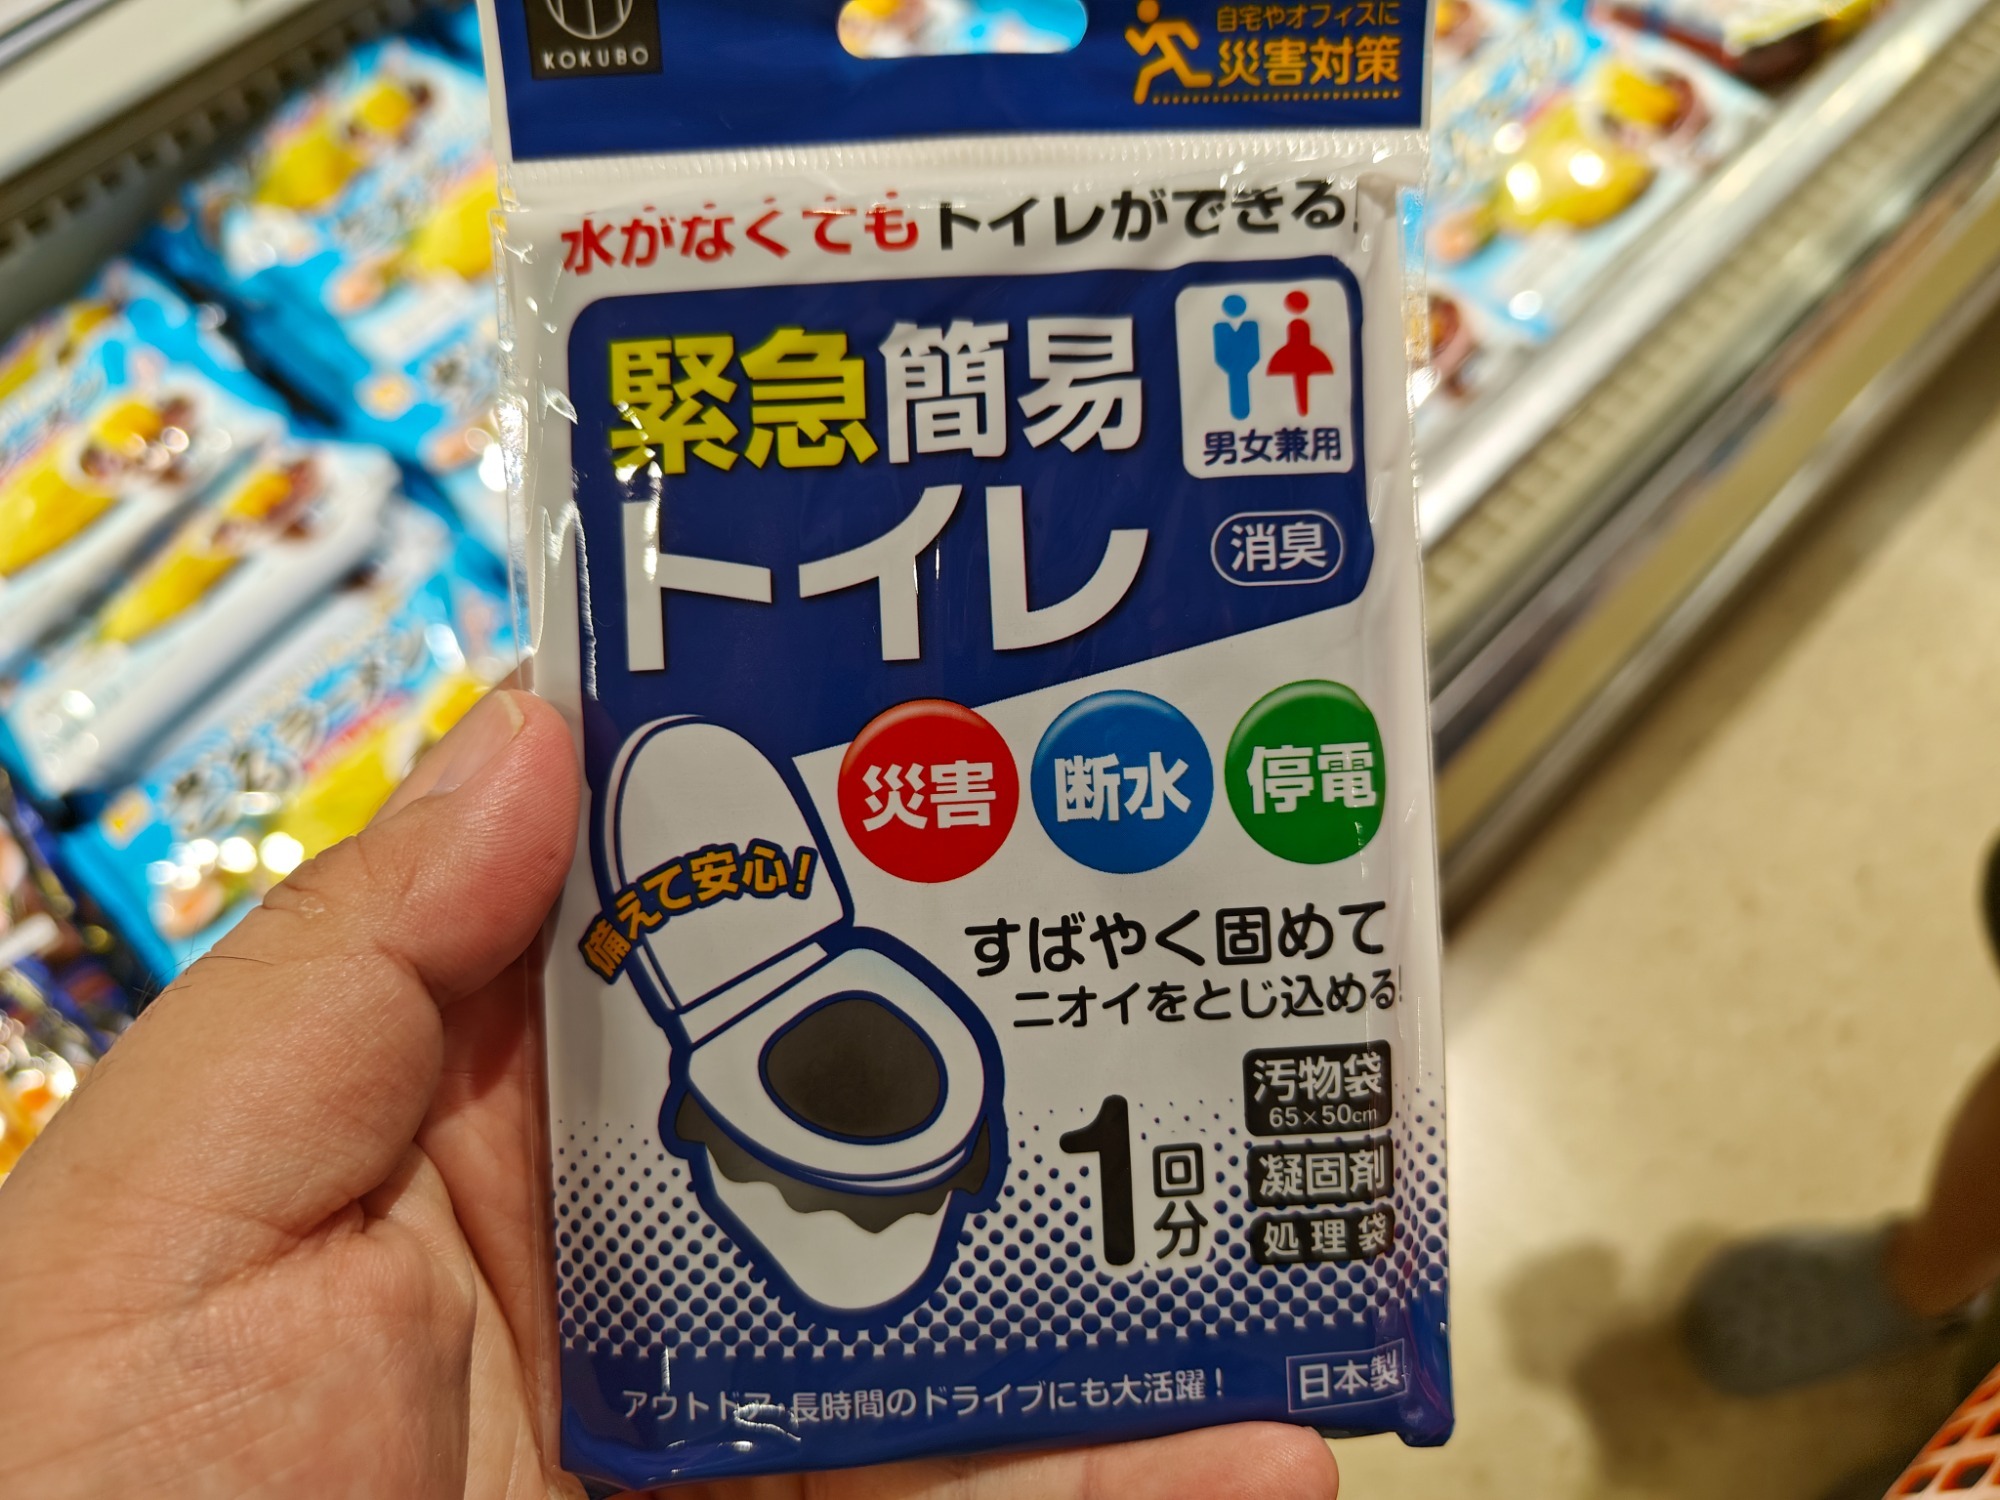 KOKUBO
自宅やオフィスに
災害対策
水がなくてもトイレができる!
緊急簡易
トイレ
男女兼用
消臭
災害
断水
停電
備えて安心!
すばやく固めて
ニオイをとじ込める!
1回分
汚物袋
65×50cm
凝固剤
処理袋
アウトドア・長時間のドライブにも大活躍!
日本製